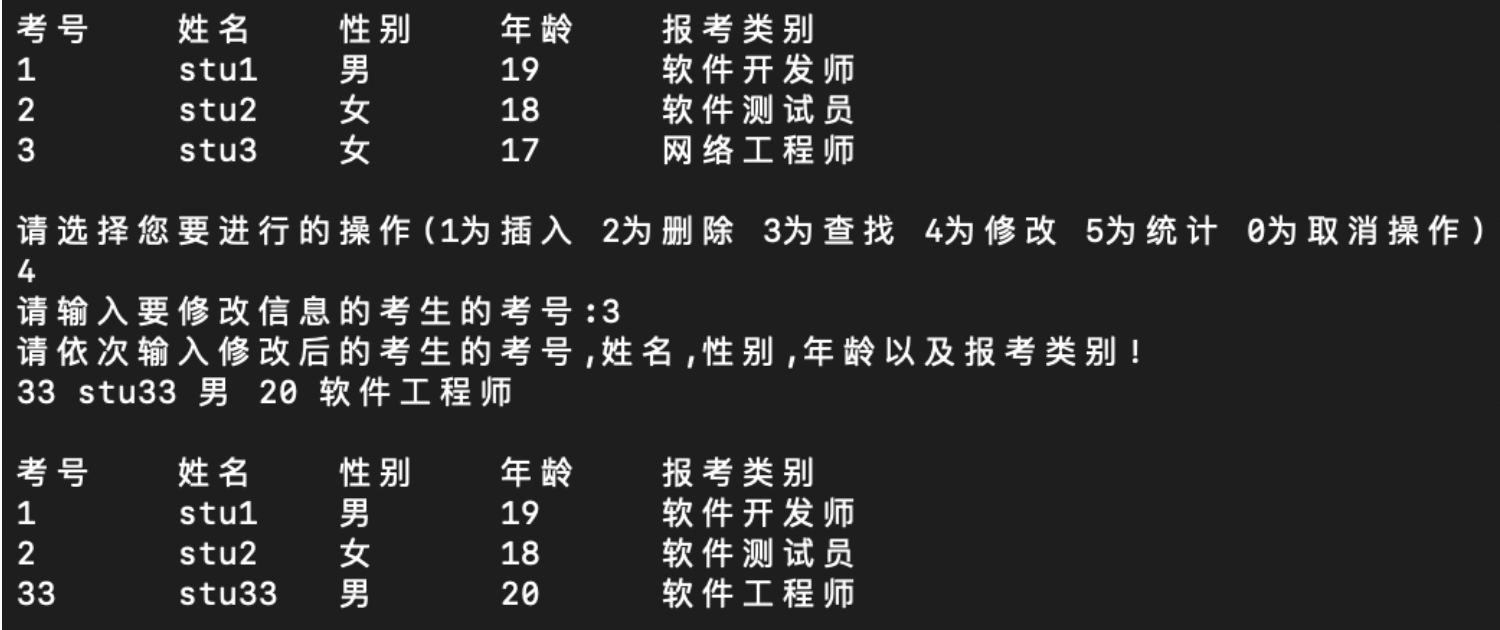 考号 姓名 性别 年龄 报考类别
1 stu1 男 19 软件开发师
2 stu2 女 18 软件测试员
3 stu3 女 17 网络工程师
请选择您要进行的操作(1为插入 2为删除 3为查找 4为修改 5为统计 0为取消操作)
4
请输入要修改信息的考生的考号:3
请依次输入修改后的考生的考号,姓名,性别,年龄以及报考类别!
33 stu33 男 20 软件工程师
考号 姓名 性别 年龄 报考类别
1 stu1 男 19 软件开发师
2 stu2 女 18 软件测试员
33 stu33 男 20 软件工程师